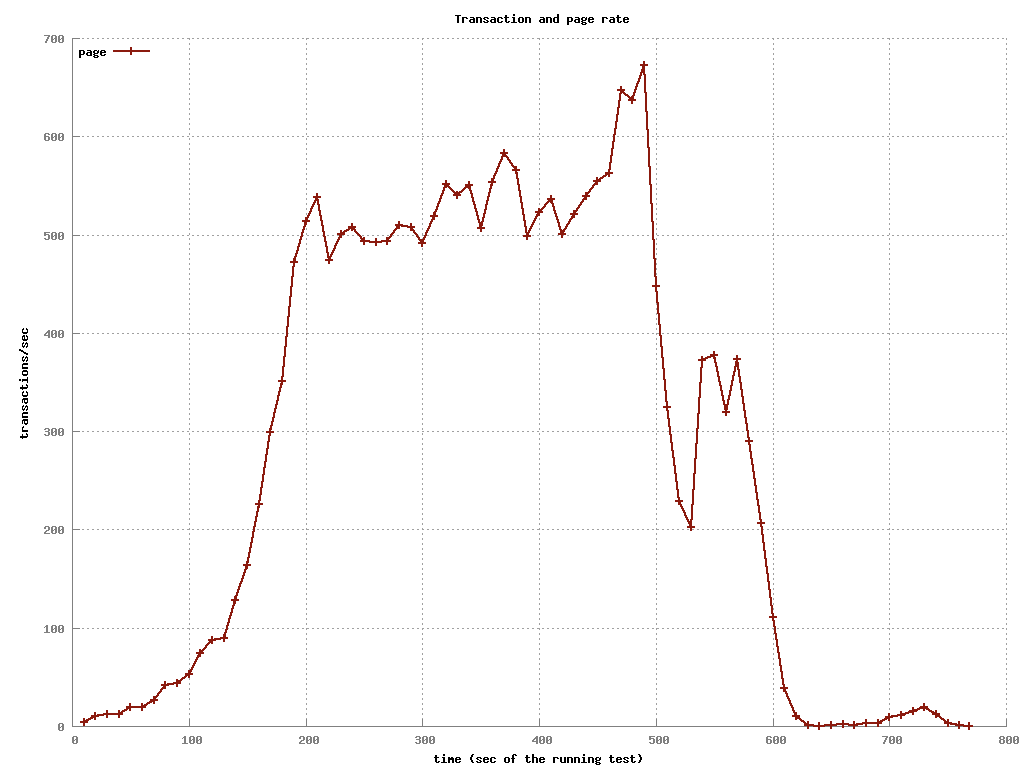 Transaction and page rate
700
page
600
500
400
transactions/sec
300
200
100
0
0 100 200 300 400 500 600 700 800
time (sec of the running test)